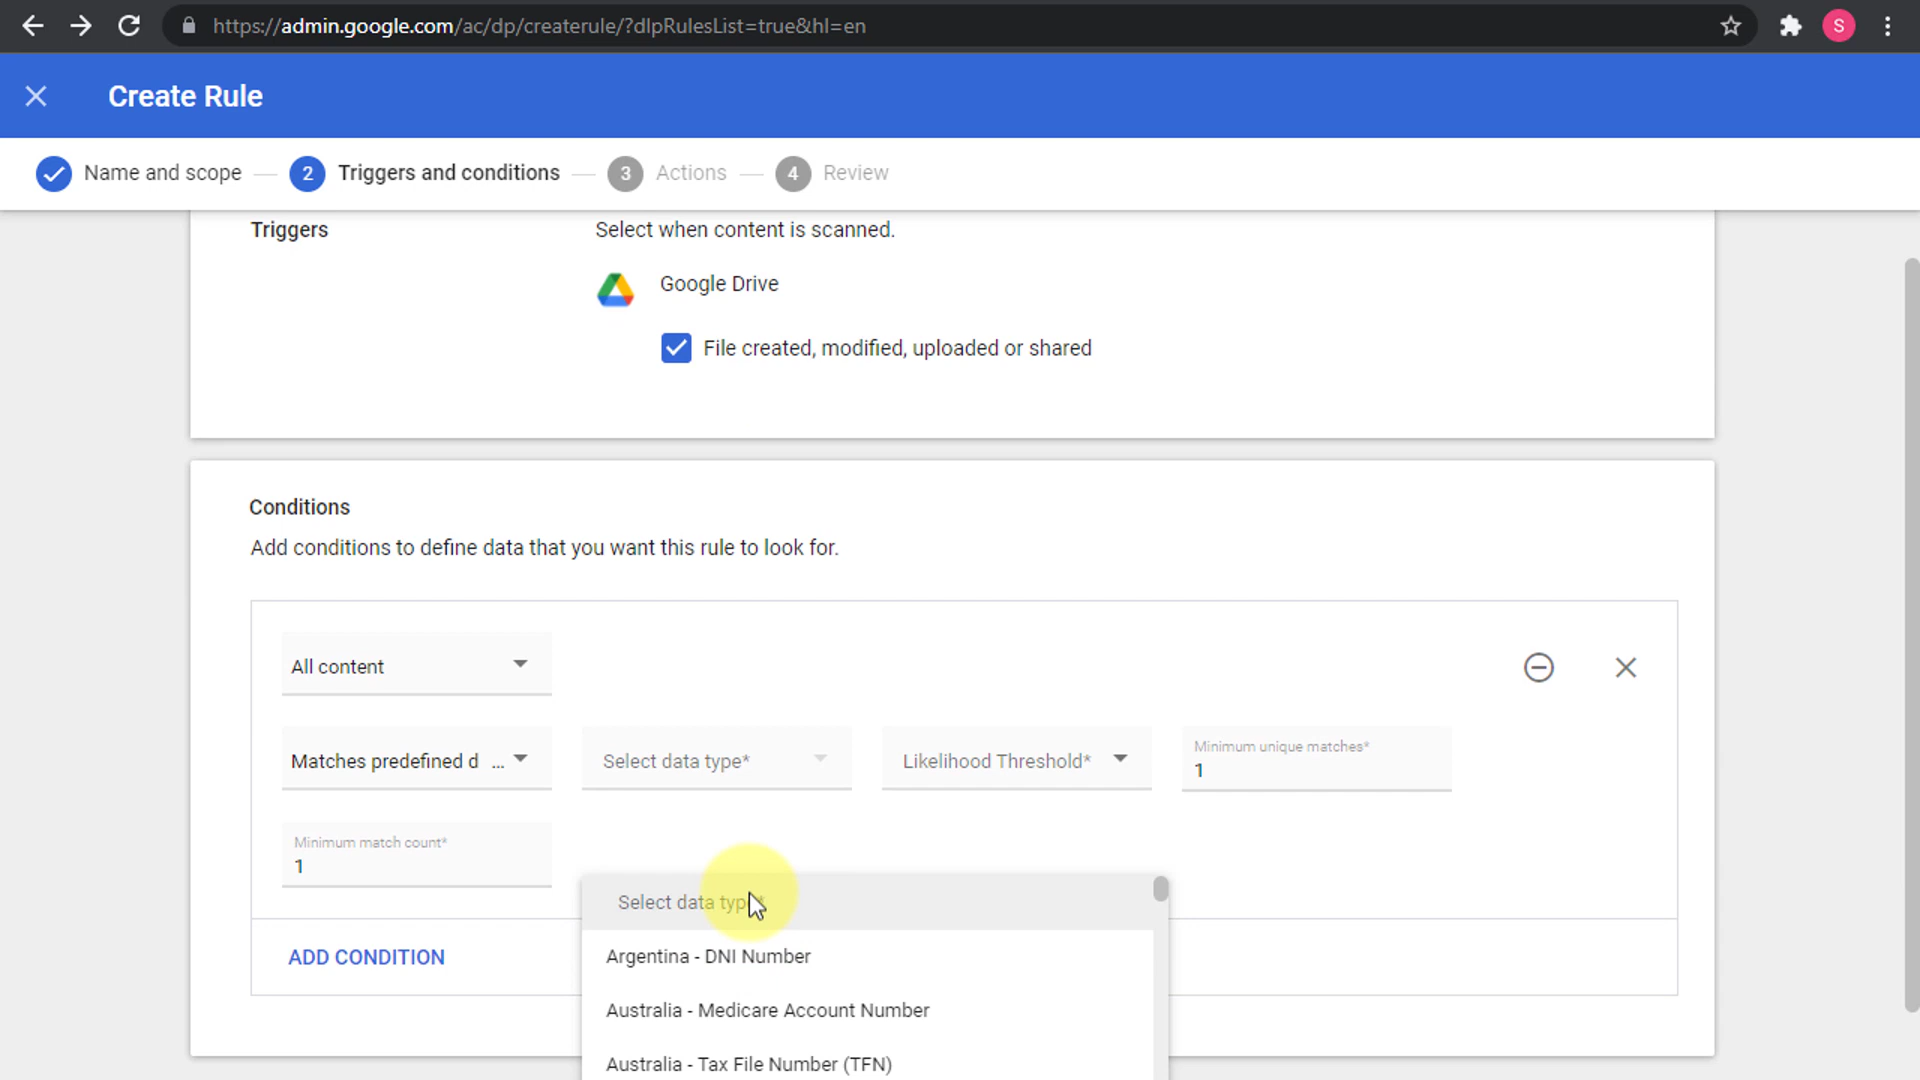 https://admin.google.com/ac/dp/createrule/?dlpRulesList=true&hl=en
S
Create Rule
Name and scope
2 Triggers and conditions
3 Actions
4 Review
Triggers
Select when content is scanned.
Google Drive
File created, modified, uploaded or shared
Conditions
Add conditions to define data that you want this rule to look for.
All content
Matches predefined d ...
Select data type*
Likelihood Threshold*
Minimum unique matches*
1
Minimum match count*
1
Select data type*
ADD CONDITION
Argentina - DNI Number
Australia - Medicare Account Number
Australia - Tax File Number (TFN)